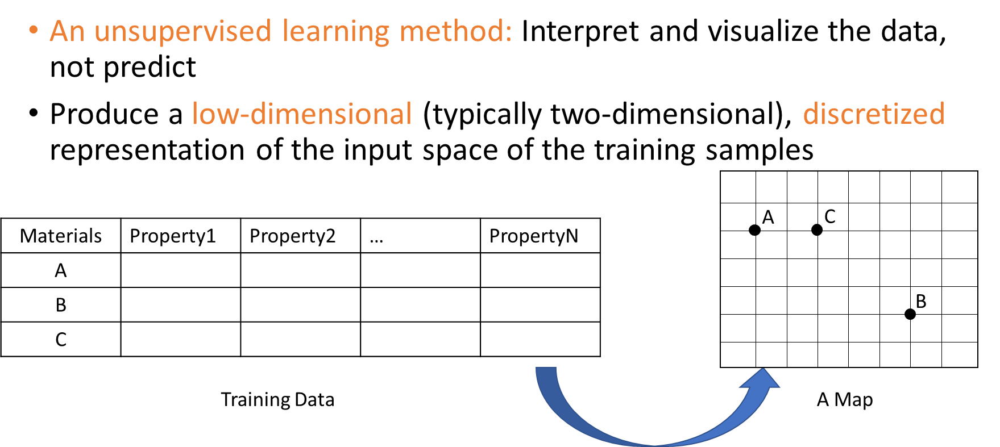 • An unsupervised learning method: Interpret and visualize the data,
not predict
• Produce a low-dimensional (typically two-dimensional), discretized
representation of the input space of the training samples
Materials Property1 Property2 ... PropertyN
A
B
C
Training Data
A C
B
A Map